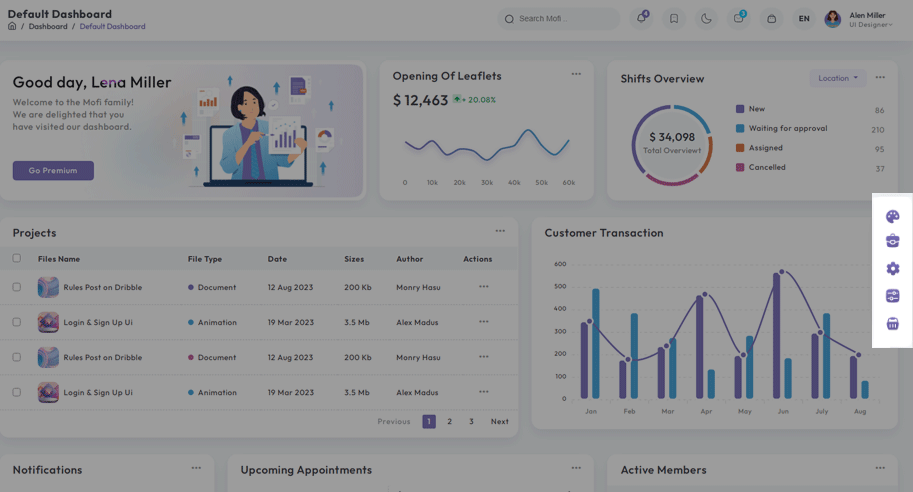 Default Dashboard
/ Dashboard / Default Dashboard
Search Mofi ..
4
3
EN
Alen Miller
UI Designer
Good day, Lena Miller
Welcome to the Mofi family!
We are delighted that you
have visited our dashboard.
Go Premium
Opening Of Leaflets
$ 12,463 + 20.08%
0 10k 20k 30k 40k 50k 60k
Shifts Overview
Location
$ 34,098
Total Overviewt
New 86
Waiting for approval 210
Assigned 95
Cancelled 37
Projects
Files Name File Type Date Sizes Author Actions
Rules Post on Dribble Document 12 Aug 2023 200 Kb Monry Hasu
Login & Sign Up Ui Animation 19 Mar 2023 3.5 Mb Alex Madus
Rules Post on Dribble Document 12 Aug 2023 200 Kb Monry Hasu
Login & Sign Up Ui Animation 19 Mar 2023 3.5 Mb Alex Madus
Previous 1 2 3 Next
Customer Transaction
600
500
400
300
200
100
0
Jan Feb Mar Apr May Jun July Aug
Notifications
Upcoming Appointments
Active Members